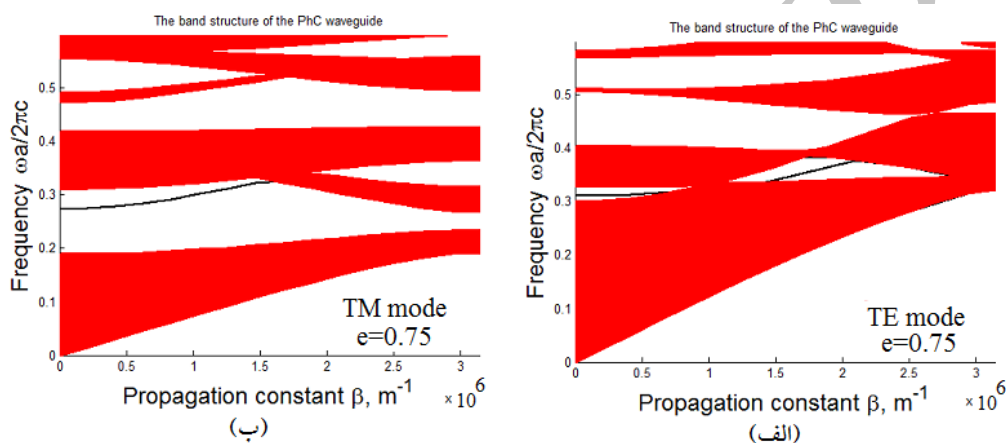 The band structure of the PhC waveguide
0.5
0.4
0.3
0.2
0.1
0
Frequency ωa/2πc
TM mode
e=0.75
0 0.5 1 1.5 2 2.5 3
Propagation constant β, m⁻¹ × 10⁶
(ب)
The band structure of the PhC waveguide
0.5
0.4
0.3
0.2
0.1
0
Frequency ωa/2πc
TE mode
e=0.75
0 0.5 1 1.5 2 2.5 3
Propagation constant β, m⁻¹ × 10⁶
(الف)